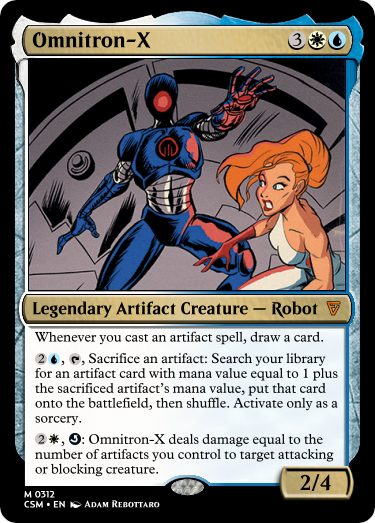 Omnitron-X 3
Legendary Artifact Creature — Robot
Whenever you cast an artifact spell, draw a card.
2, , Sacrifice an artifact: Search your library
for an artifact card with mana value equal to 1 plus
the sacrificed artifact's mana value, put that card
onto the battlefield, then shuffle. Activate only as a
sorcery.
2, : Omnitron-X deals damage equal to the
number of artifacts you control to target attacking
or blocking creature.
2/4
M 0312
CSM • EN Adam Rebottaro